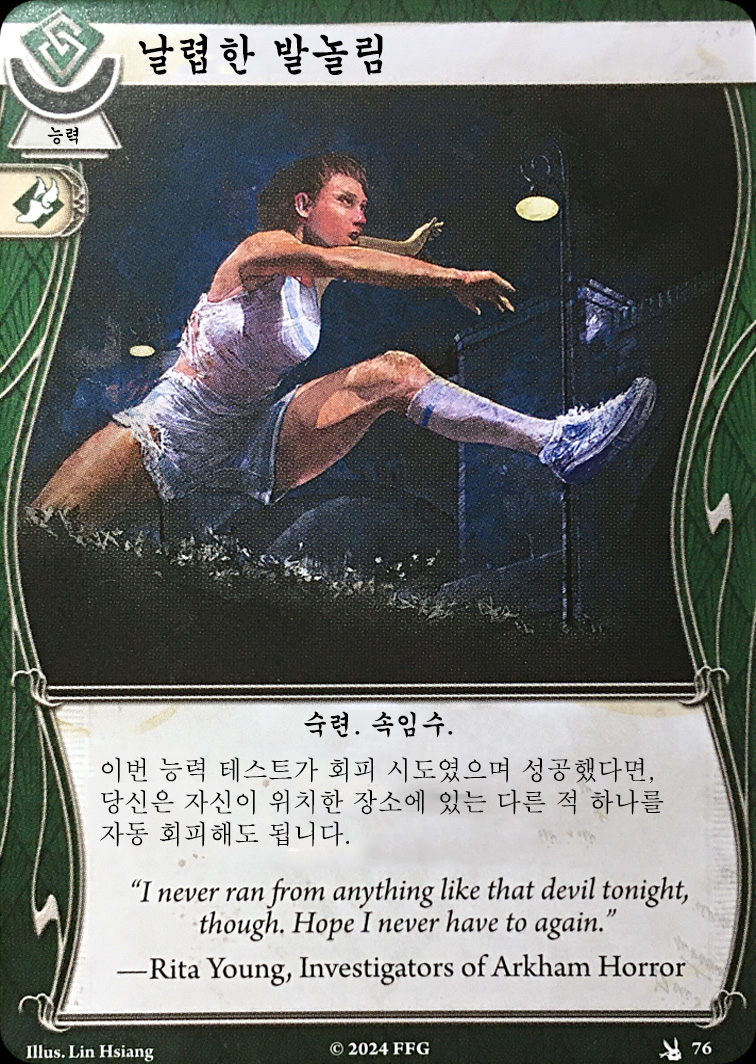 날렵한 발놀림
능력
숙련. 속임수.
이번 능력 테스트가 회피 시도였으며 성공했다면,
당신은 자신이 위치한 장소에 있는 다른 적 하나를
자동 회피해도 됩니다.
“I never ran from anything like that devil tonight,
though. Hope I never have to again.”
—Rita Young, Investigators of Arkham Horror
Illus. Lin Hsiang
© 2024 FFG
76